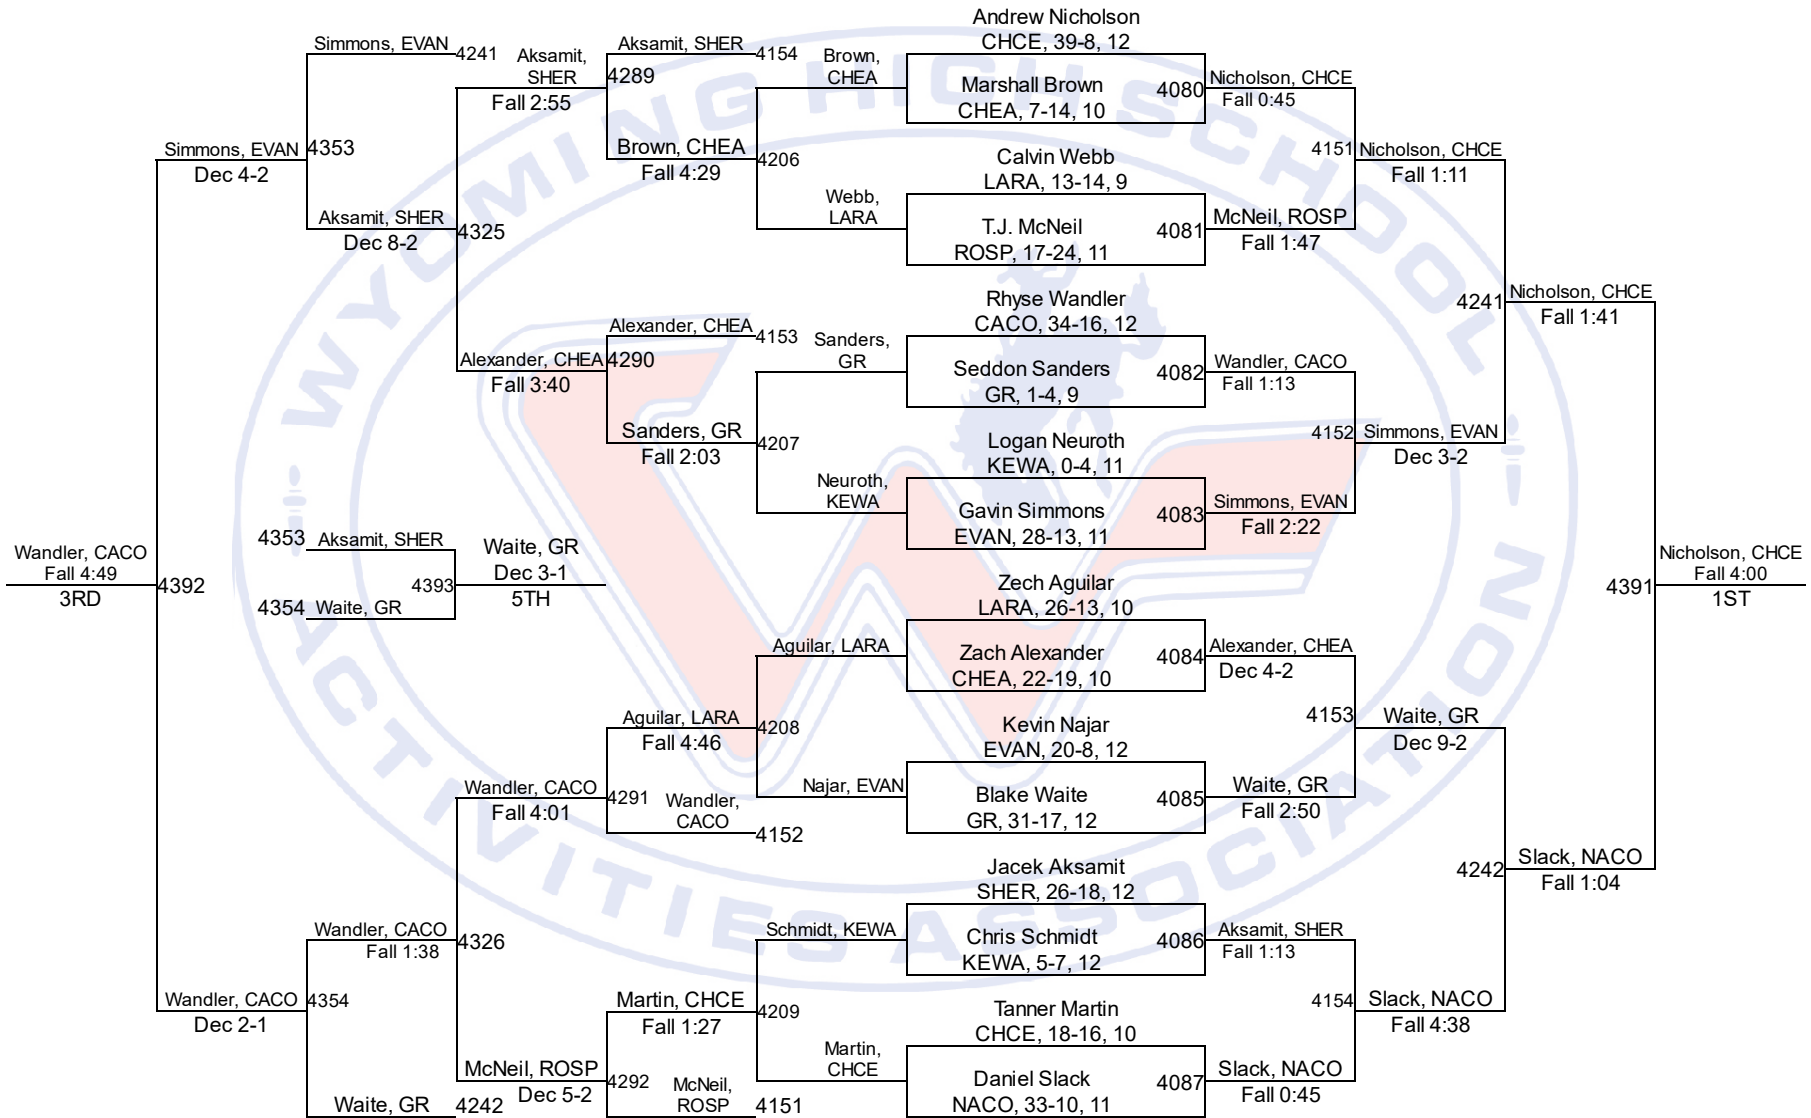 Andrew Nicholson
CHCE, 39-8, 12
Marshall Brown
CHEA, 7-14, 10
4080
Calvin Webb
LARA, 13-14, 9
T.J. McNeil
ROSP, 17-24, 11
4081
Rhyse Wandler
CACO, 34-16, 12
Seddon Sanders
GR, 1-4, 9
4082
Logan Neuroth
KEWA, 0-4, 11
Gavin Simmons
EVAN, 28-13, 11
4083
Zech Aguilar
LARA, 26-13, 10
Zach Alexander
CHEA, 22-19, 10
4084
Kevin Najar
EVAN, 20-8, 12
Blake Waite
GR, 31-17, 12
4085
Jacek Aksamit
SHER, 26-18, 12
Chris Schmidt
KEWA, 5-7, 12
4086
Tanner Martin
CHCE, 18-16, 10
Daniel Slack
NACO, 33-10, 11
4087
Nicholson, CHCE
Fall 0:45
4151
McNeil, ROSP
Fall 1:47
Wandler, CACO
Fall 1:13
4152
Simmons, EVAN
Fall 2:22
Alexander, CHEA
Dec 4-2
4153
Waite, GR
Fall 2:50
Aksamit, SHER
Fall 1:13
4154
Slack, NACO
Fall 0:45
Nicholson, CHCE
Fall 1:11
4241
Simmons, EVAN
Dec 3-2
Waite, GR
Dec 9-2
4242
Slack, NACO
Fall 4:38
Nicholson, CHCE
Fall 1:41
4391
Slack, NACO
Fall 1:04
Nicholson, CHCE
Fall 4:00
1ST
Brown,
CHEA
4206
Webb,
LARA
Sanders,
GR
4207
Neuroth,
KEWA
Aguilar, LARA
4208
Najar, EVAN
Schmidt, KEWA
4209
Martin,
CHCE
Aksamit, SHER
4154
4289
Brown, CHEA
Fall 4:29
Alexander, CHEA
4153
4290
Sanders, GR
Fall 2:03
Aguilar, LARA
Fall 4:46
4291
Wandler,
CACO
4152
Martin, CHCE
Fall 1:27
4292
McNeil,
ROSP
4151
Aksamit,
SHER
Fall 2:55
4325
Alexander, CHEA
Fall 3:40
Wandler, CACO
Fall 4:01
4326
McNeil, ROSP
Dec 5-2
Simmons, EVAN
4241
4353
Aksamit, SHER
Dec 8-2
Wandler, CACO
Fall 1:38
4354
Waite, GR
4242
Simmons, EVAN
Dec 4-2
4392
Wandler, CACO
Dec 2-1
Wandler, CACO
Fall 4:49
3RD
4353
Aksamit, SHER
4393
4354
Waite, GR
Waite, GR
Dec 3-1
5TH
WYOMING HIGH SCHOOL
ACTIVITIES ASSOCIATION